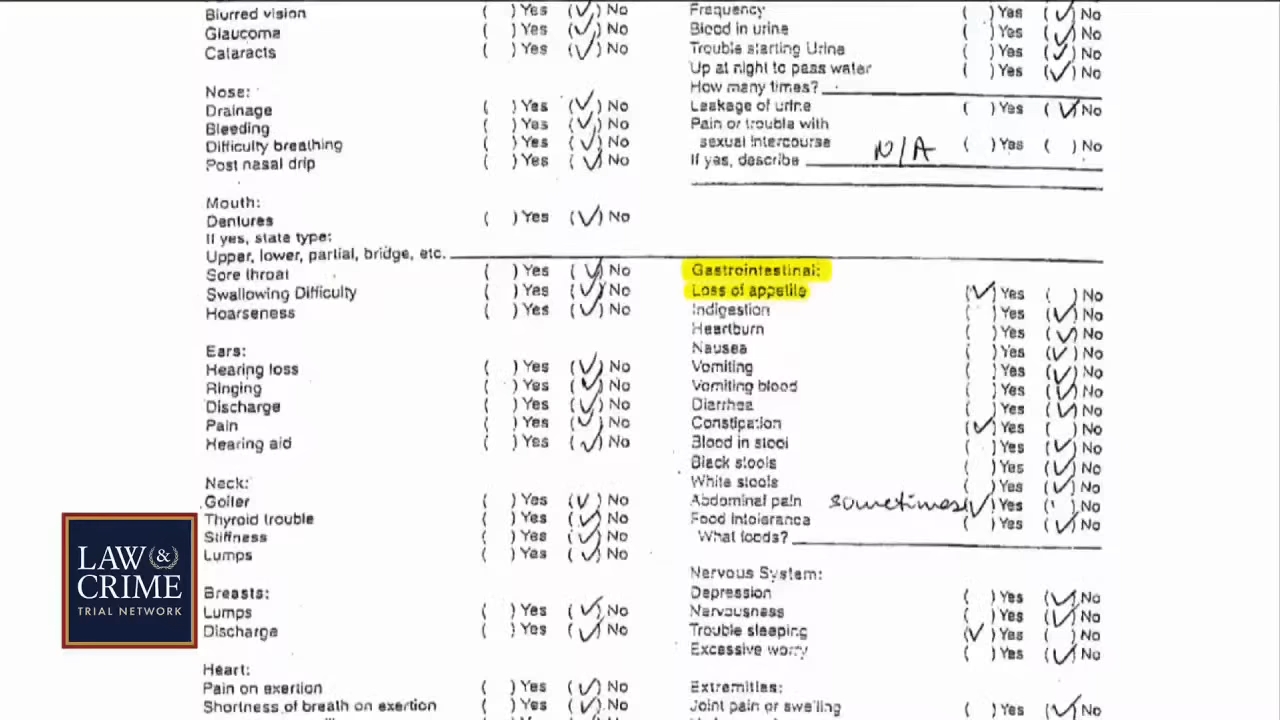 Blurred vision ( ) Yes (✓) No
Glaucoma ( ) Yes (✓) No
Cataracts ( ) Yes (✓) No
Nose:
Drainage ( ) Yes (✓) No
Bleeding ( ) Yes (✓) No
Difficulty breathing ( ) Yes (✓) No
Post nasal drip ( ) Yes (✓) No
Mouth:
Dentures ( ) Yes (✓) No
If yes, state type:
Upper, lower, partial, bridge, etc.
Sore throat ( ) Yes (✓) No
Swallowing Difficulty ( ) Yes (✓) No
Hoarseness ( ) Yes (✓) No
Ears:
Hearing loss ( ) Yes (✓) No
Ringing ( ) Yes (✓) No
Discharge ( ) Yes (✓) No
Pain ( ) Yes (✓) No
Hearing aid ( ) Yes (✓) No
Neck:
Goiter ( ) Yes (✓) No
Thyroid trouble ( ) Yes (✓) No
Stiffness ( ) Yes (✓) No
Lumps ( ) Yes (✓) No
Breasts:
Lumps ( ) Yes (✓) No
Discharge ( ) Yes (✓) No
Heart:
Pain on exertion ( ) Yes (✓) No
Shortness of breath on exertion ( ) Yes (✓) No
Frequency ( ) Yes (✓) No
Blood in urine ( ) Yes (✓) No
Trouble starting Urine ( ) Yes (✓) No
Up at night to pass water ( ) Yes (✓) No
How many times?
Leakage of urine ( ) Yes (✓) No
Pain or trouble with
sexual intercourse N/A ( ) Yes ( ) No
If yes, describe
Gastrointestinal:
Loss of appetite (✓) Yes ( ) No
Indigestion ( ) Yes (✓) No
Heartburn ( ) Yes (✓) No
Nausea ( ) Yes (✓) No
Vomiting ( ) Yes (✓) No
Vomiting blood ( ) Yes (✓) No
Diarrhea ( ) Yes (✓) No
Constipation (✓) Yes ( ) No
Blood in stool ( ) Yes (✓) No
Black stools ( ) Yes (✓) No
White stools ( ) Yes (✓) No
Abdominal pain sometimes (✓) Yes ( ) No
Food Intolerance ( ) Yes (✓) No
What foods?
Nervous System:
Depression ( ) Yes (✓) No
Nervousness ( ) Yes (✓) No
Trouble sleeping (✓) Yes ( ) No
Excessive worry ( ) Yes (✓) No
Extremities:
Joint pain or swelling ( ) Yes (✓) No
LAW &
CRIME
TRIAL NETWORK